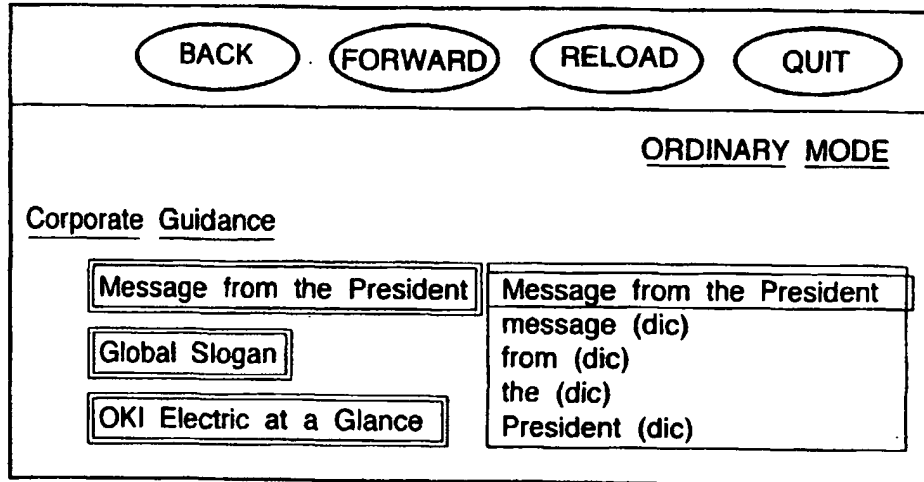 BACK FORWARD RELOAD QUIT
ORDINARY MODE
Corporate Guidance
Message from the President
Global Slogan
OKI Electric at a Glance
Message from the President
message (dic)
from (dic)
the (dic)
President (dic)